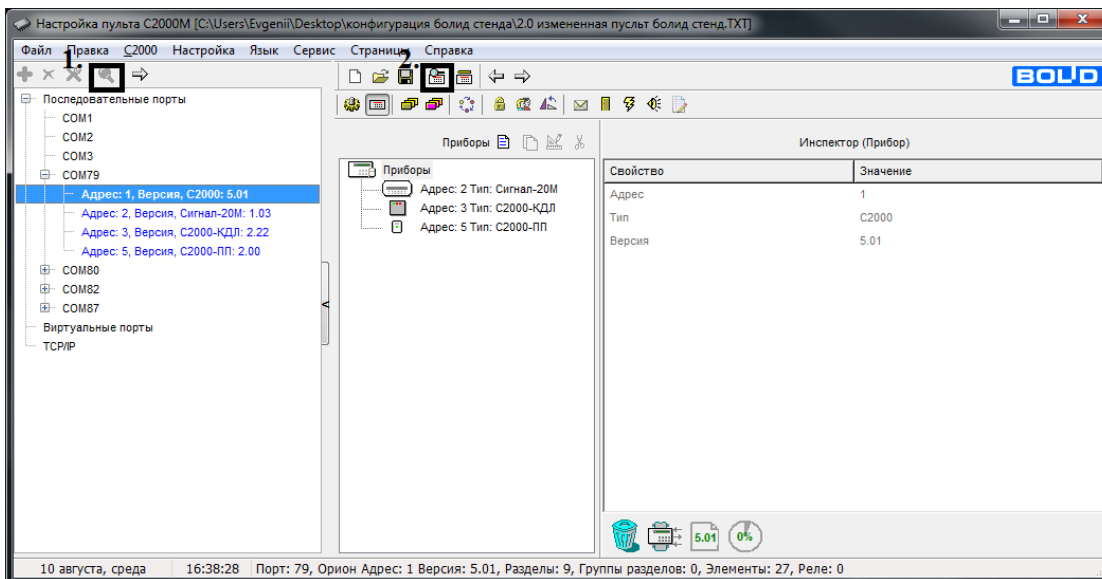 Настройка пульта C2000M [C:\Users\Evgenii\Desktop\конфигурация болид стенда\2.0 измененная пусльт болид стенд.TXT]
Файл Правка C2000 Настройка Язык Сервис Страницы Справка
1. 2.
BOLID
Последовательные порты
COM1
COM2
COM3
COM79
Адрес: 1, Версия, C2000: 5.01
Адрес: 2, Версия, Сигнал-20М: 1.03
Адрес: 3, Версия, С2000-КДЛ: 2.22
Адрес: 5, Версия, С2000-ПП: 2.00
COM80
COM82
COM87
Виртуальные порты
TCP/IP
<
Приборы
Приборы
Адрес: 2 Тип: Сигнал-20М
Адрес: 3 Тип: С2000-КДЛ
Адрес: 5 Тип: С2000-ПП
Инспектор (Прибор)
Свойство Значение
Адрес 1
Тип C2000
Версия 5.01
5.01 0%
10 августа, среда 16:38:28 Порт: 79, Орион Адрес: 1 Версия: 5.01, Разделы: 9, Группы разделов: 0, Элементы: 27, Реле: 0